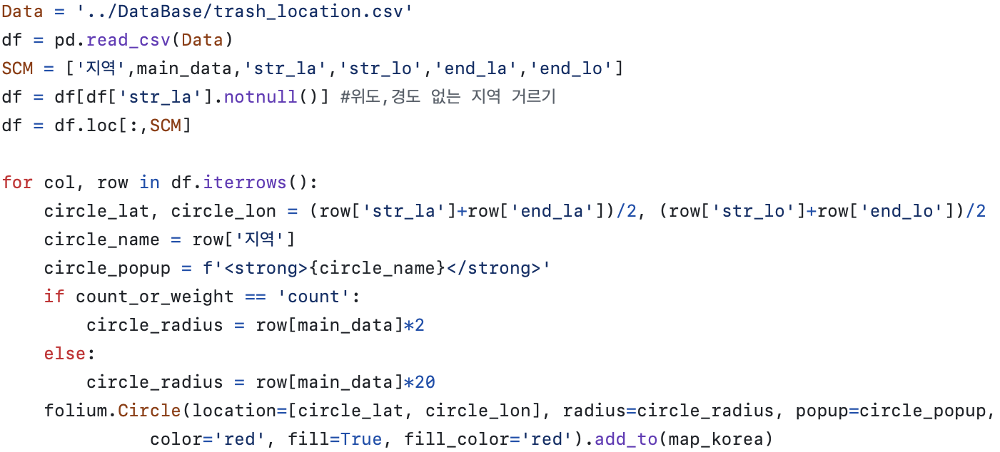 Data = '../DataBase/trash_location.csv'
df = pd.read_csv(Data)
SCM = ['지역',main_data,'str_la','str_lo','end_la','end_lo']
df = df[df['str_la'].notnull()] #위도,경도 없는 지역 거르기
df = df.loc[:,SCM]

for col, row in df.iterrows():
    circle_lat, circle_lon = (row['str_la']+row['end_la'])/2, (row['str_lo']+row['end_lo'])/2
    circle_name = row['지역']
    circle_popup = f'<strong>{circle_name}</strong>'
    if count_or_weight == 'count':
        circle_radius = row[main_data]*2
    else:
        circle_radius = row[main_data]*20
    folium.Circle(location=[circle_lat, circle_lon], radius=circle_radius, popup=circle_popup,
              color='red', fill=True, fill_color='red').add_to(map_korea)